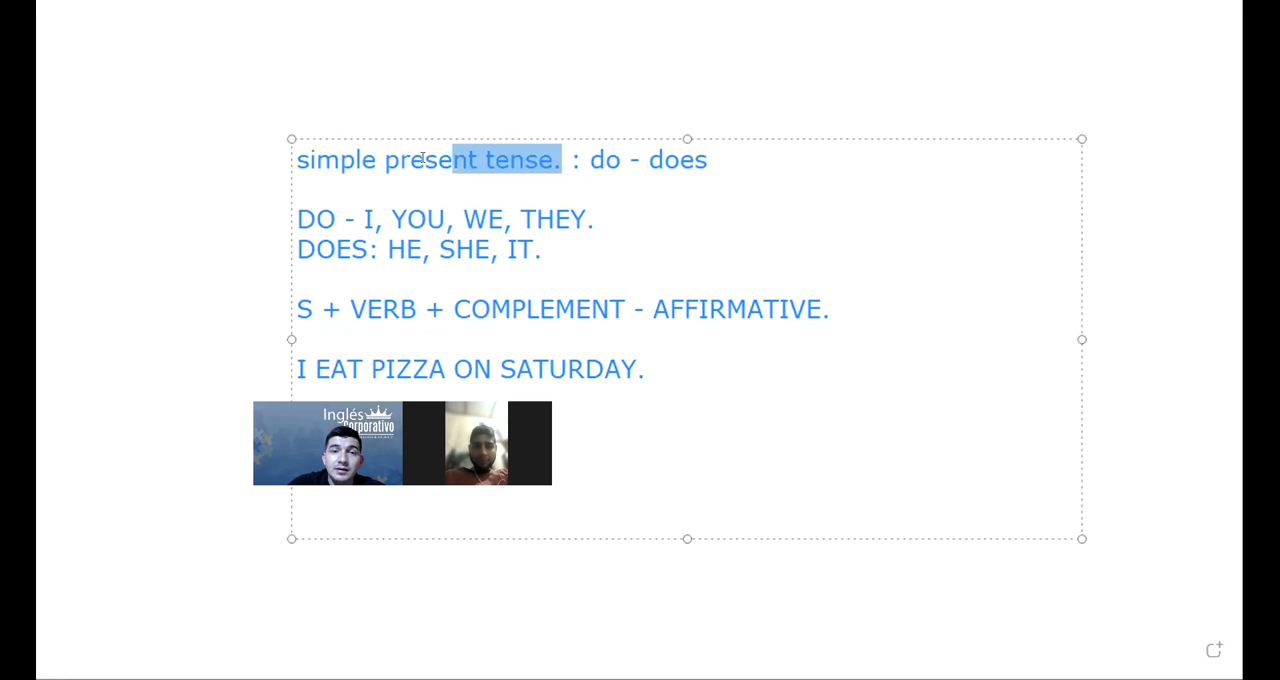 simple present tense. : do - does
DO - I, YOU, WE, THEY.
DOES: HE, SHE, IT.
S + VERB + COMPLEMENT - AFFIRMATIVE.
I EAT PIZZA ON SATURDAY.
Inglés
Corporativo